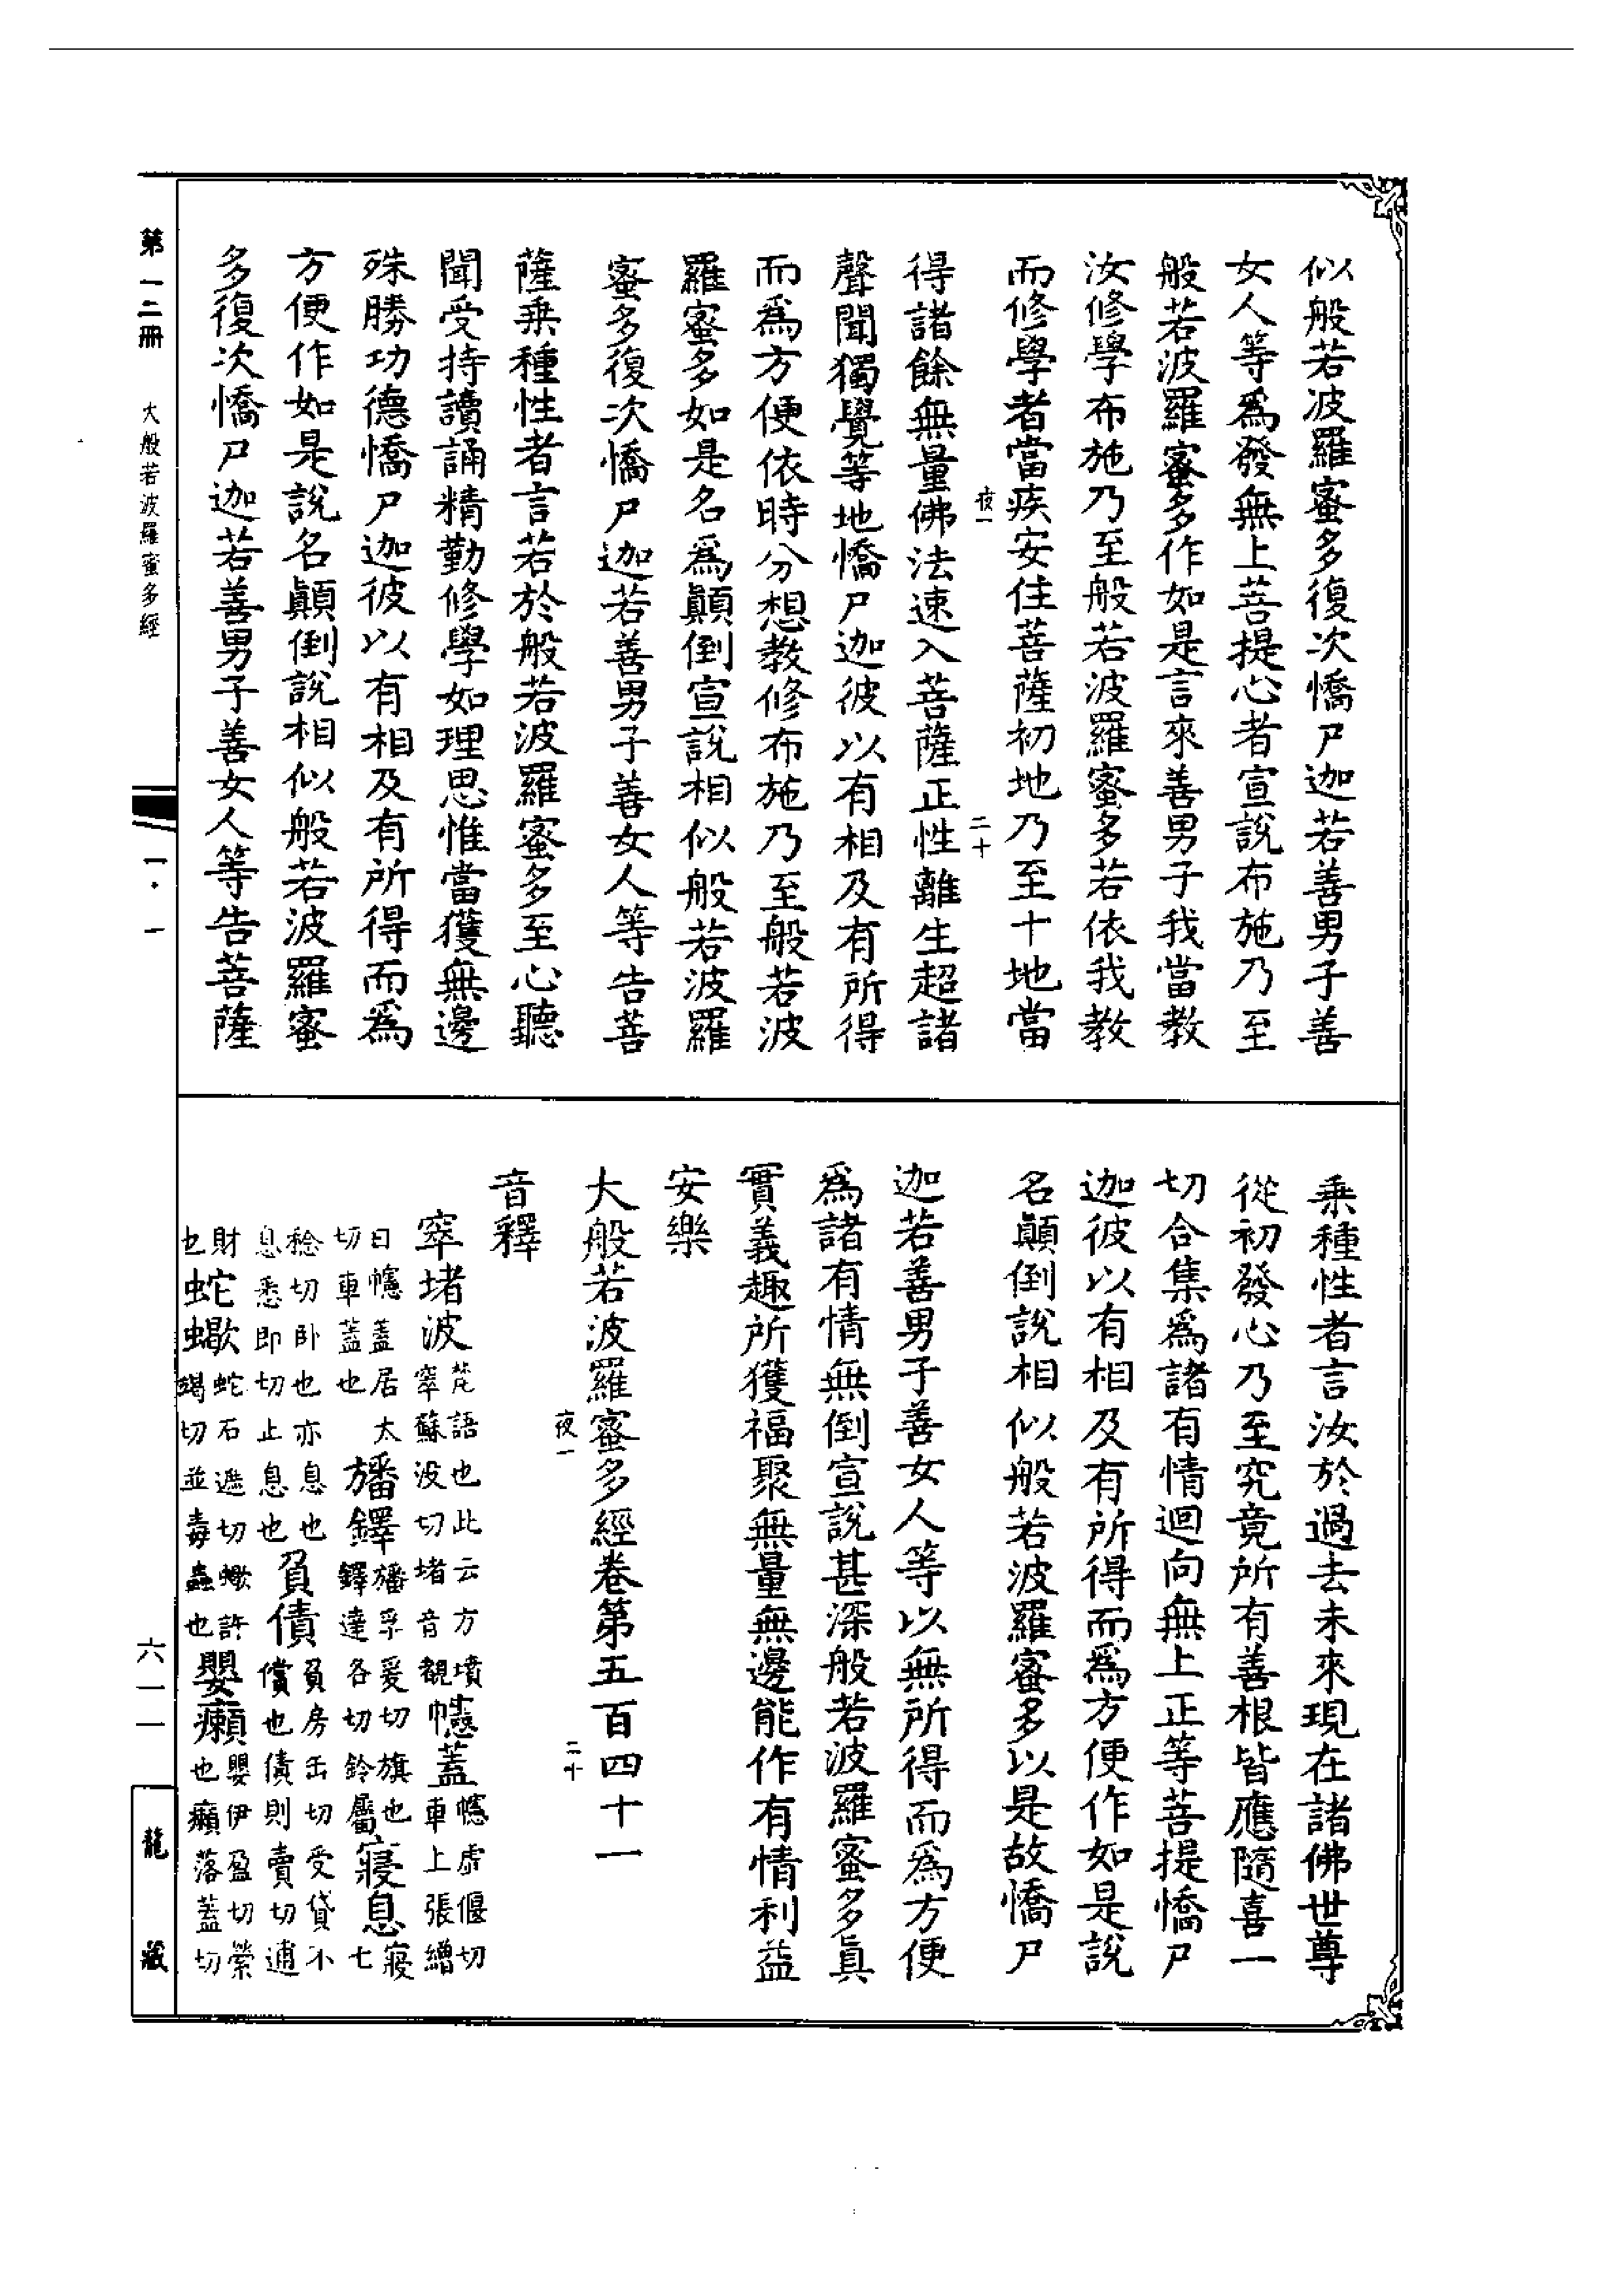 似般若波羅蜜多復次憍尸迦若善男子善
女人等爲發無上菩提心者宣說布施乃至
般若波羅蜜多作如是言來善男子我當教
汝修學布施乃至般若波羅蜜多若依我教
而修學者當疾安住菩薩初地乃至十地當
夜一
二十
得諸餘無量佛法速入菩薩正性離生超諸
聲聞獨覺等地憍尸迦彼以有相及有所得
而爲方便依時分想教修布施乃至般若波
羅蜜多如是名爲顛倒宣說相似般若波羅
蜜多復次憍尸迦若善男子善女人等告菩
薩乘種性者言若於般若波羅蜜多至心聽
聞受持讀誦精勤修學如理思惟當獲無邊
殊勝功德憍尸迦彼以有相及有所得而爲
方便作如是說名顛倒說相似般若波羅蜜
多復次憍尸迦若善男子善女人等告菩薩
乘種性者言汝於過去未來現在諸佛世尊
從初發心乃至究竟所有善根皆應隨喜一
切合集爲諸有情迴向無上正等菩提憍尸
迦彼以有相及有所得而爲方便作如是說
名顛倒說相似般若波羅蜜多以是故憍尸
迦若善男子善女人等以無所得而爲方便
爲諸有情無倒宣說甚深般若波羅蜜多眞
實義趣所獲福聚無量無邊能作有情利益
安樂
大般若波羅蜜多經卷第五百四十一
夜一
二十
音釋
窣堵波 梵語也此云方墳窣蘇沒切堵音覩 幰蓋 幰虛偃切車上張繒
曰幰蓋居太切車蓋也 旛鐸 旛孚爰切旗也鐸達各切鈴屬 寢息 寢七
稔切卧也亦息也息悉即切止息也 負債 負房缶切受貸不償也債則賣切逋
財也 蛇蠍 蛇石遮切蠍許竭切並毒蟲也 嬰癩 嬰伊盈切縈也癩落蓋切
第一二冊 大般若波羅蜜多經
一·一
六一一
龍藏